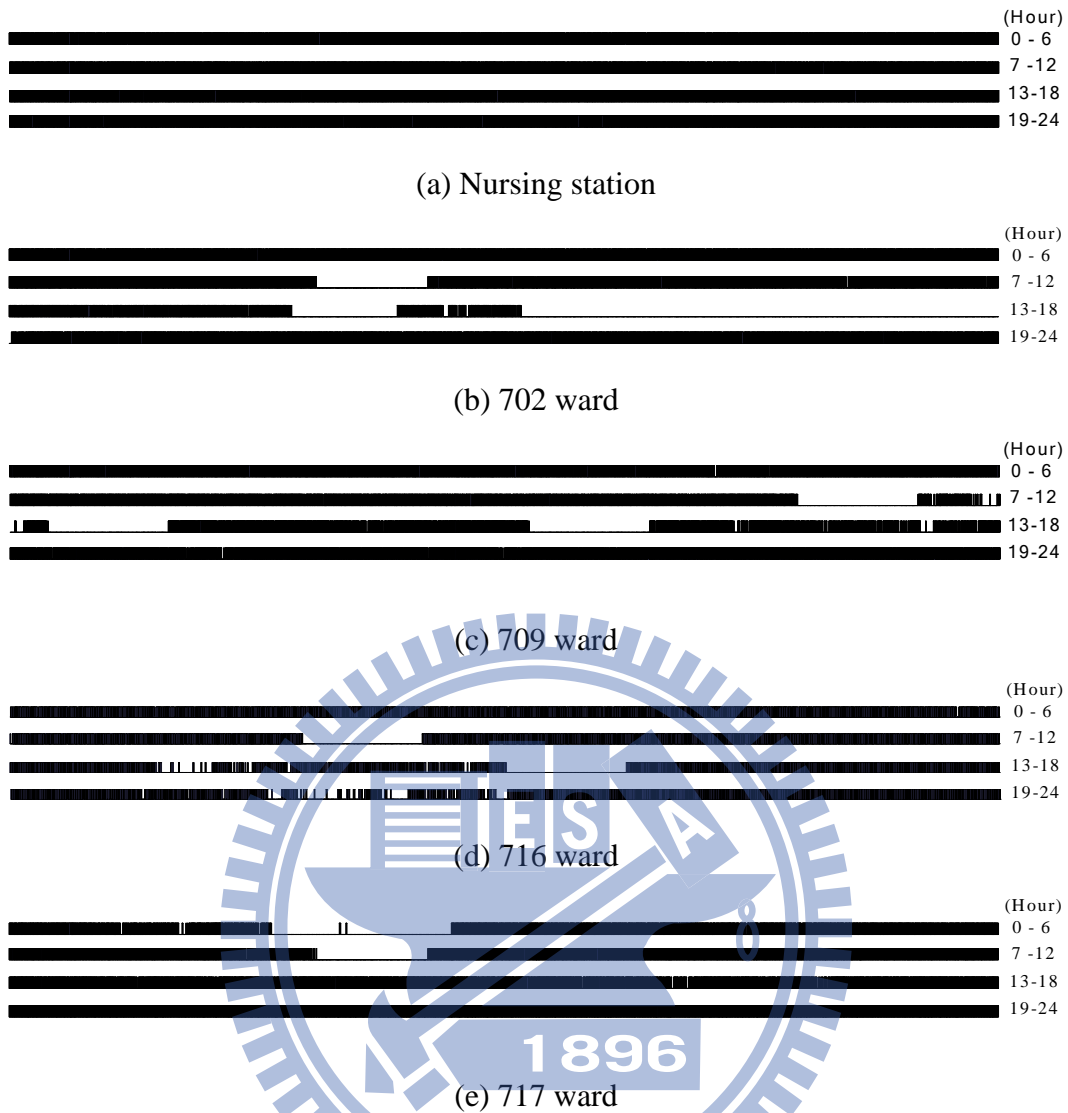 (Hour)
0 - 6
7 -12
13-18
19-24
(a) Nursing station
(Hour)
0 - 6
7 -12
13-18
19-24
(b) 702 ward
(Hour)
0 - 6
7 -12
13-18
19-24
(c) 709 ward
(Hour)
0 - 6
7 -12
13-18
19-24
ESA
(d) 716 ward
(Hour)
0 - 6
7 -12
13-18
19-24
8
1896
(e) 717 ward